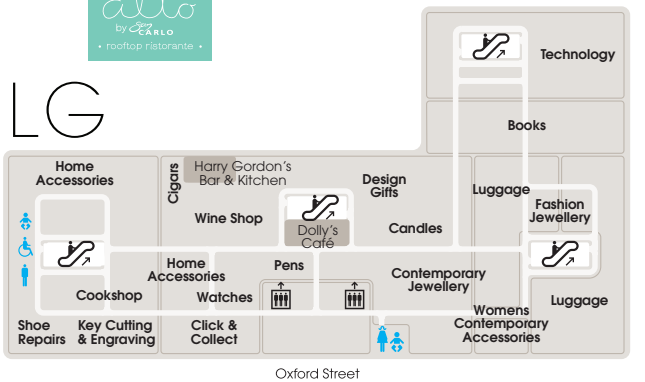 alto
by San
CARLO
• rooftop ristorante •
LG
Technology
Books
Home
Accessories
Cigars
Harry Gordon's
Bar & Kitchen
Design
Gifts
Luggage
Wine Shop
Fashion
Jewellery
Candles
Dolly's
Café
Home
Accessories
Pens
Contemporary
Jewellery
Cookshop
Watches
Luggage
Womens
Contemporary
Accessories
Shoe
Repairs
Key Cutting
& Engraving
Click &
Collect
Oxford Street